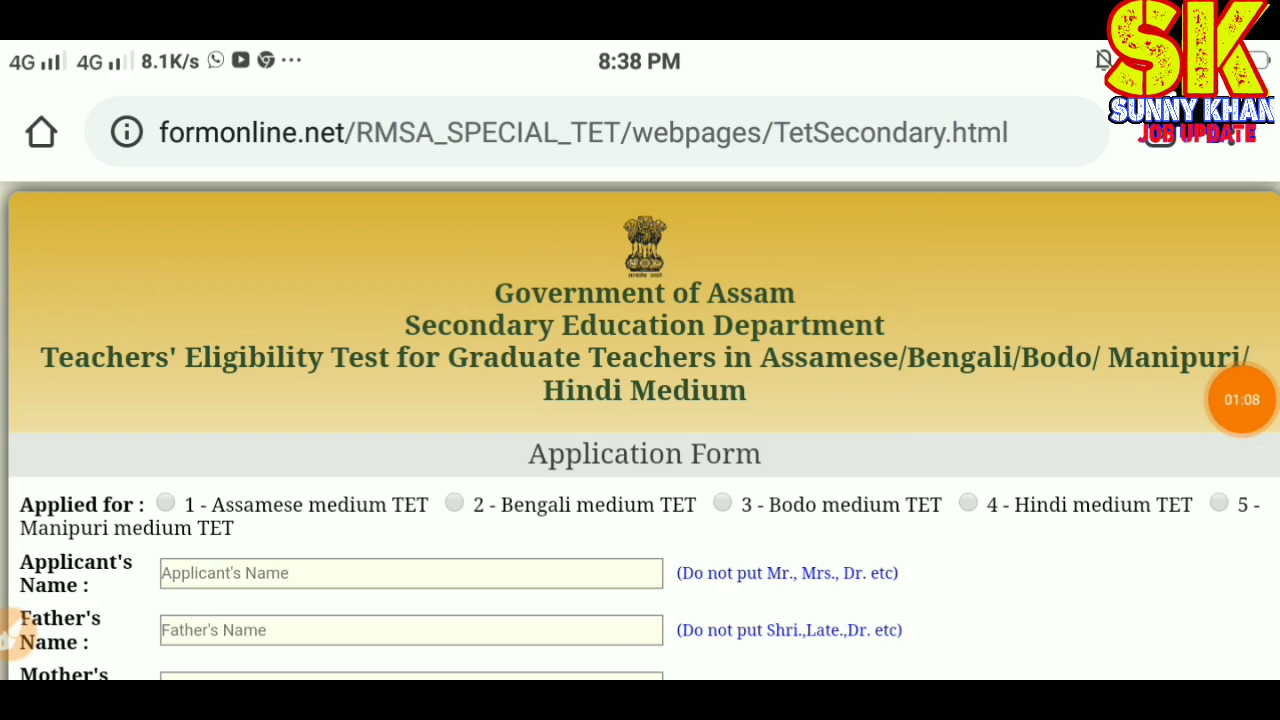 4G 4G 8.1K/s ... 8:38 PM
SK
SUNNY KHAN
JOB UPDATE
formonline.net/RMSA_SPECIAL_TET/webpages/TetSecondary.html
Government of Assam
Secondary Education Department
Teachers' Eligibility Test for Graduate Teachers in Assamese/Bengali/Bodo/ Manipuri/
Hindi Medium
01:08
Application Form
Applied for : 1 - Assamese medium TET 2 - Bengali medium TET 3 - Bodo medium TET 4 - Hindi medium TET 5 -
Manipuri medium TET
Applicant's
Name :
Applicant's Name
(Do not put Mr., Mrs., Dr. etc)
Father's
Name :
Father's Name
(Do not put Shri.,Late.,Dr. etc)
Mother's